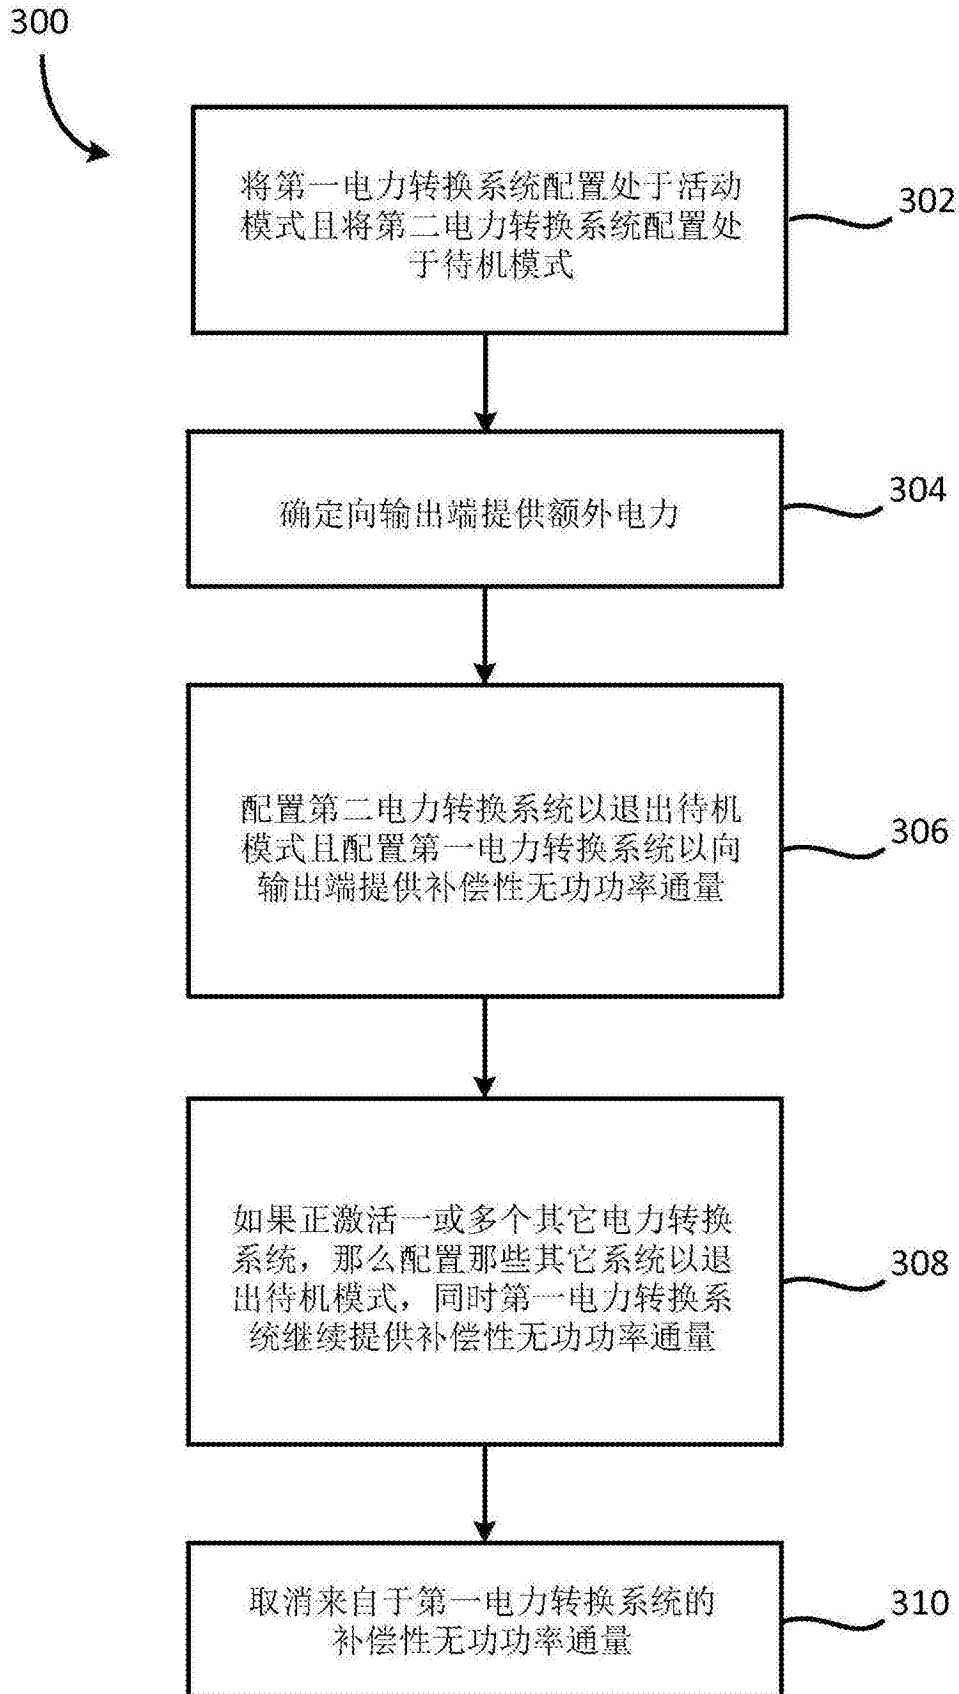 300
将第一电力转换系统配置处于活动
模式且将第二电力转换系统配置处
于待机模式
302
确定向输出端提供额外电力
304
配置第二电力转换系统以退出待机
模式且配置第一电力转换系统以向
输出端提供补偿性无功功率通量
306
如果正激活一或多个其它电力转换
系统，那么配置那些其它系统以退
出待机模式，同时第一电力转换系
统继续提供补偿性无功功率通量
308
取消来自于第一电力转换系统的
补偿性无功功率通量
310